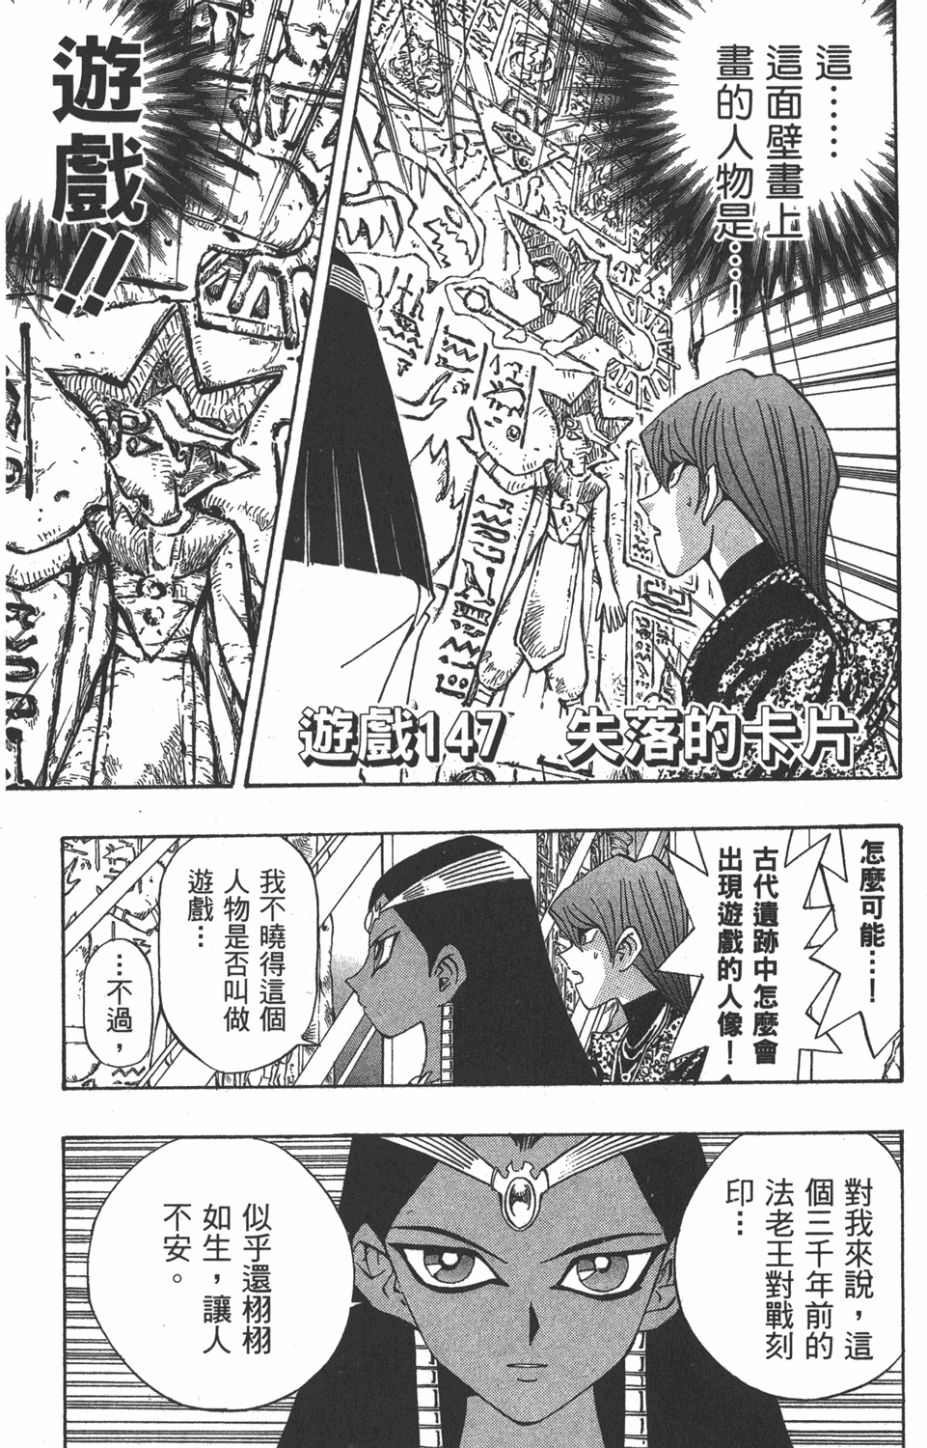 這……
這面壁畫上
畫的人物是…！
遊戲!!
遊戲147 失落的卡片
怎麼可能…！
古代遺跡中怎麼會
出現遊戲的人像！
我不曉得這個
人物是否叫做
遊戲…
…不過，
對我來說，這
個三千年前的
法老王對戰刻
印…
似乎還栩栩
如生，讓人
不安。